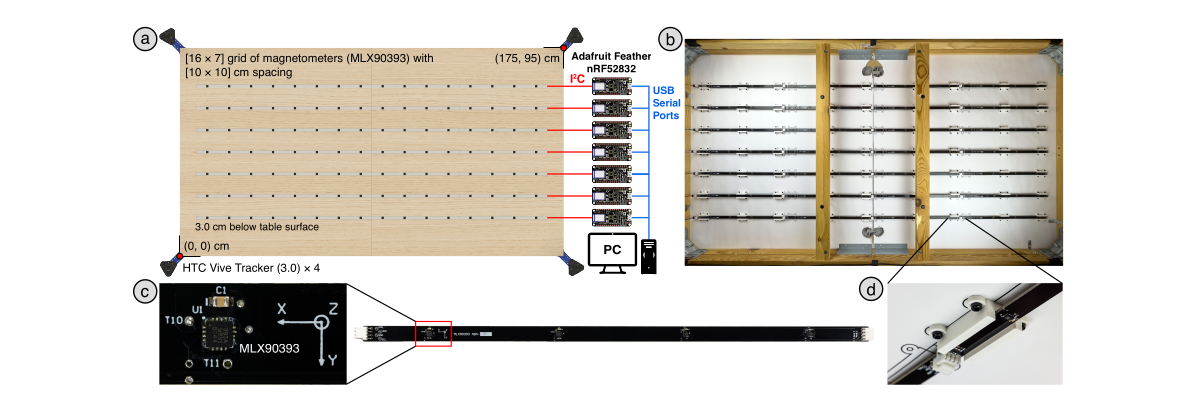 a
[16 × 7] grid of magnetometers (MLX90393) with
[10 × 10] cm spacing
(175, 95) cm
Adafruit Feather
nRF52832
I²C
USB
Serial
Ports
3.0 cm below table surface
(0, 0) cm
HTC Vive Tracker (3.0) × 4
PC
b
c
C1
U1
T10
X
Z
Y
MLX90393
T11
d